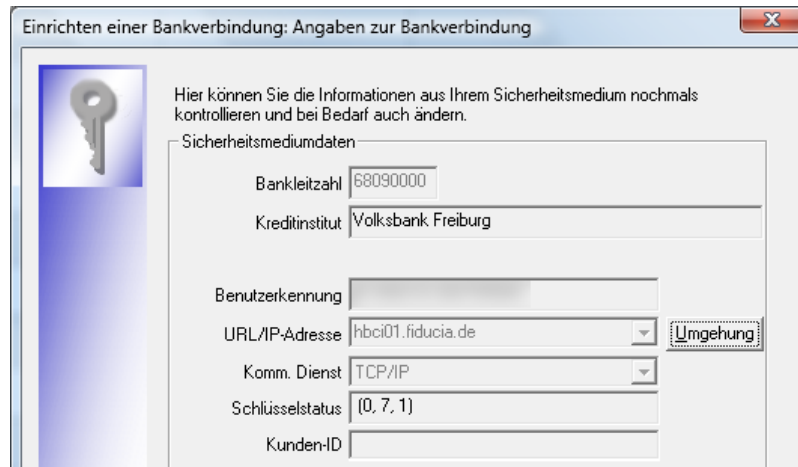 Einrichten einer Bankverbindung: Angaben zur Bankverbindung
Hier können Sie die Informationen aus Ihrem Sicherheitsmedium nochmals
kontrollieren und bei Bedarf auch ändern.
Sicherheitsmediumdaten
Bankleitzahl 68090000
Kreditinstitut Volksbank Freiburg
Benutzerkennung
URL/IP-Adresse hbci01.fiducia.de Umgehung
Komm. Dienst TCP/IP
Schlüsselstatus (0, 7, 1)
Kunden-ID